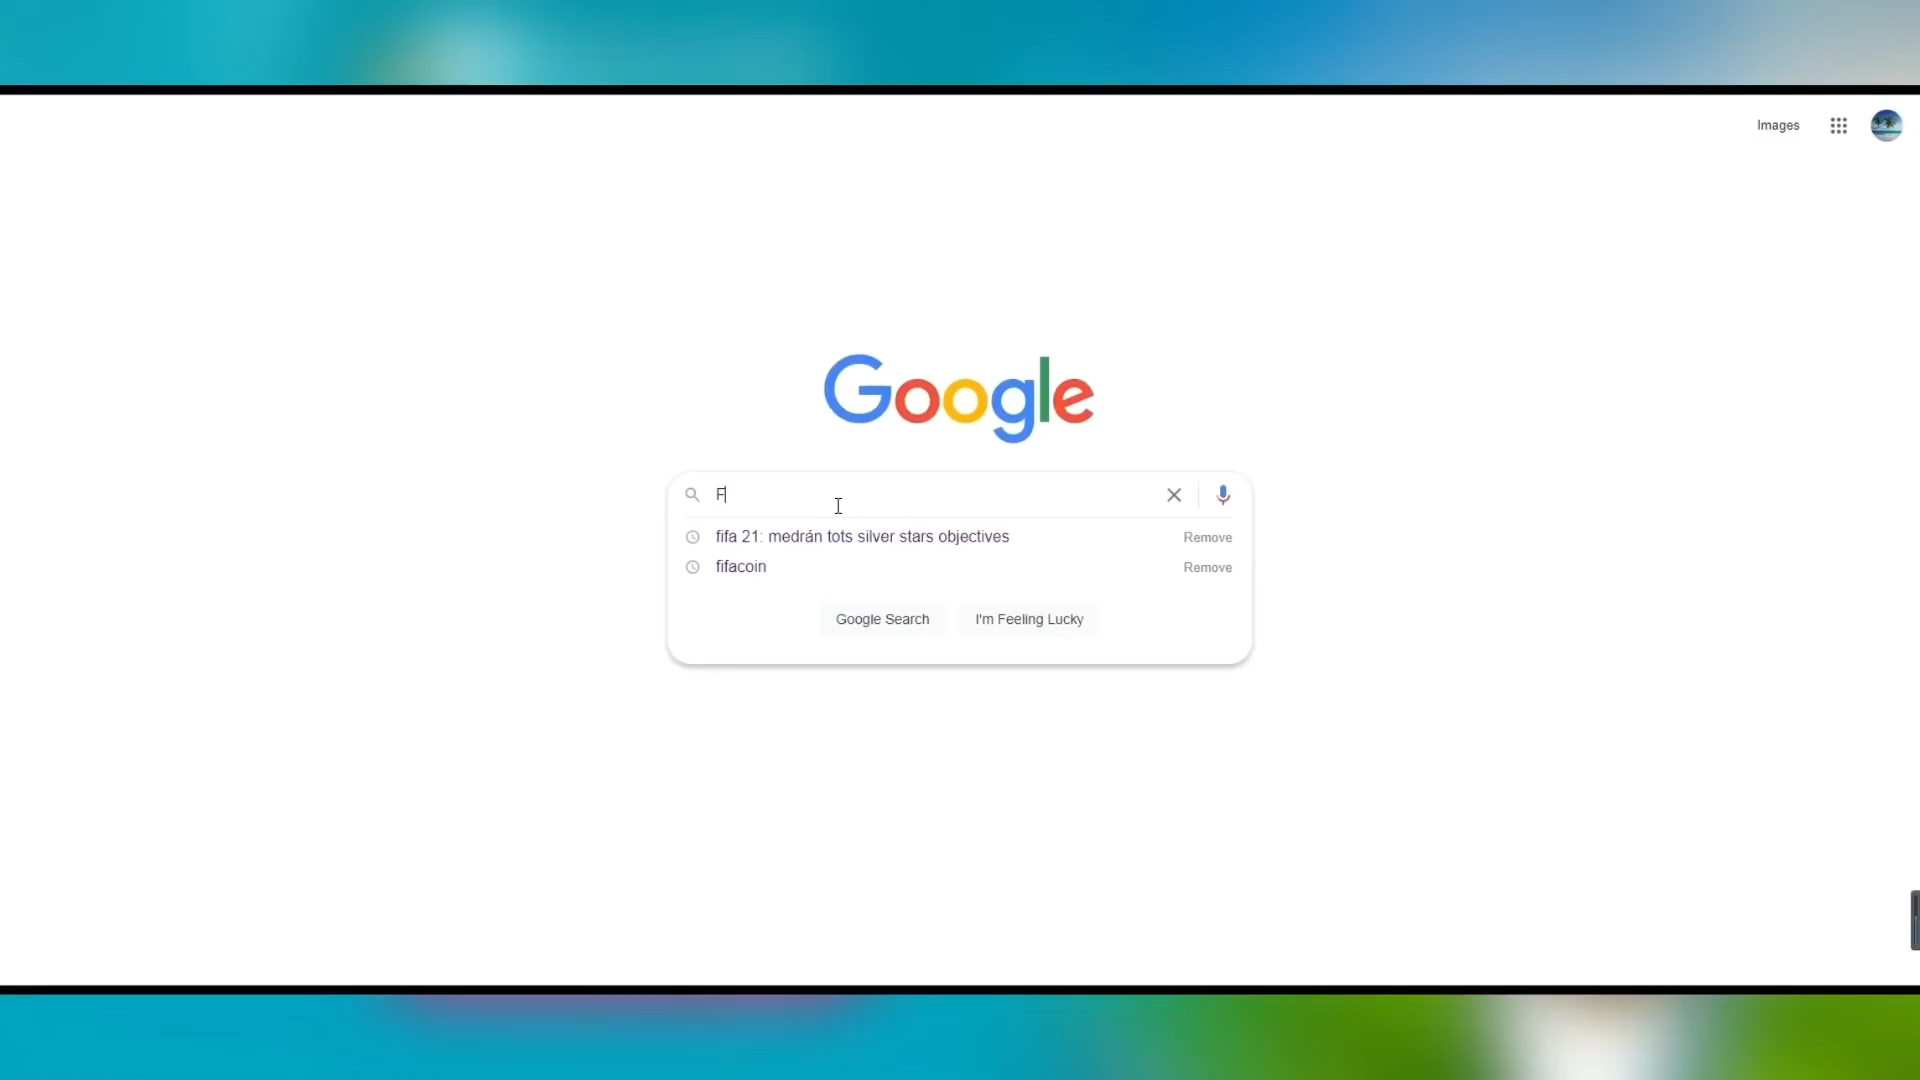 Images
Google
F
fifa 21: medrán tots silver stars objectives
Remove
fifacoin
Remove
Google Search
I'm Feeling Lucky